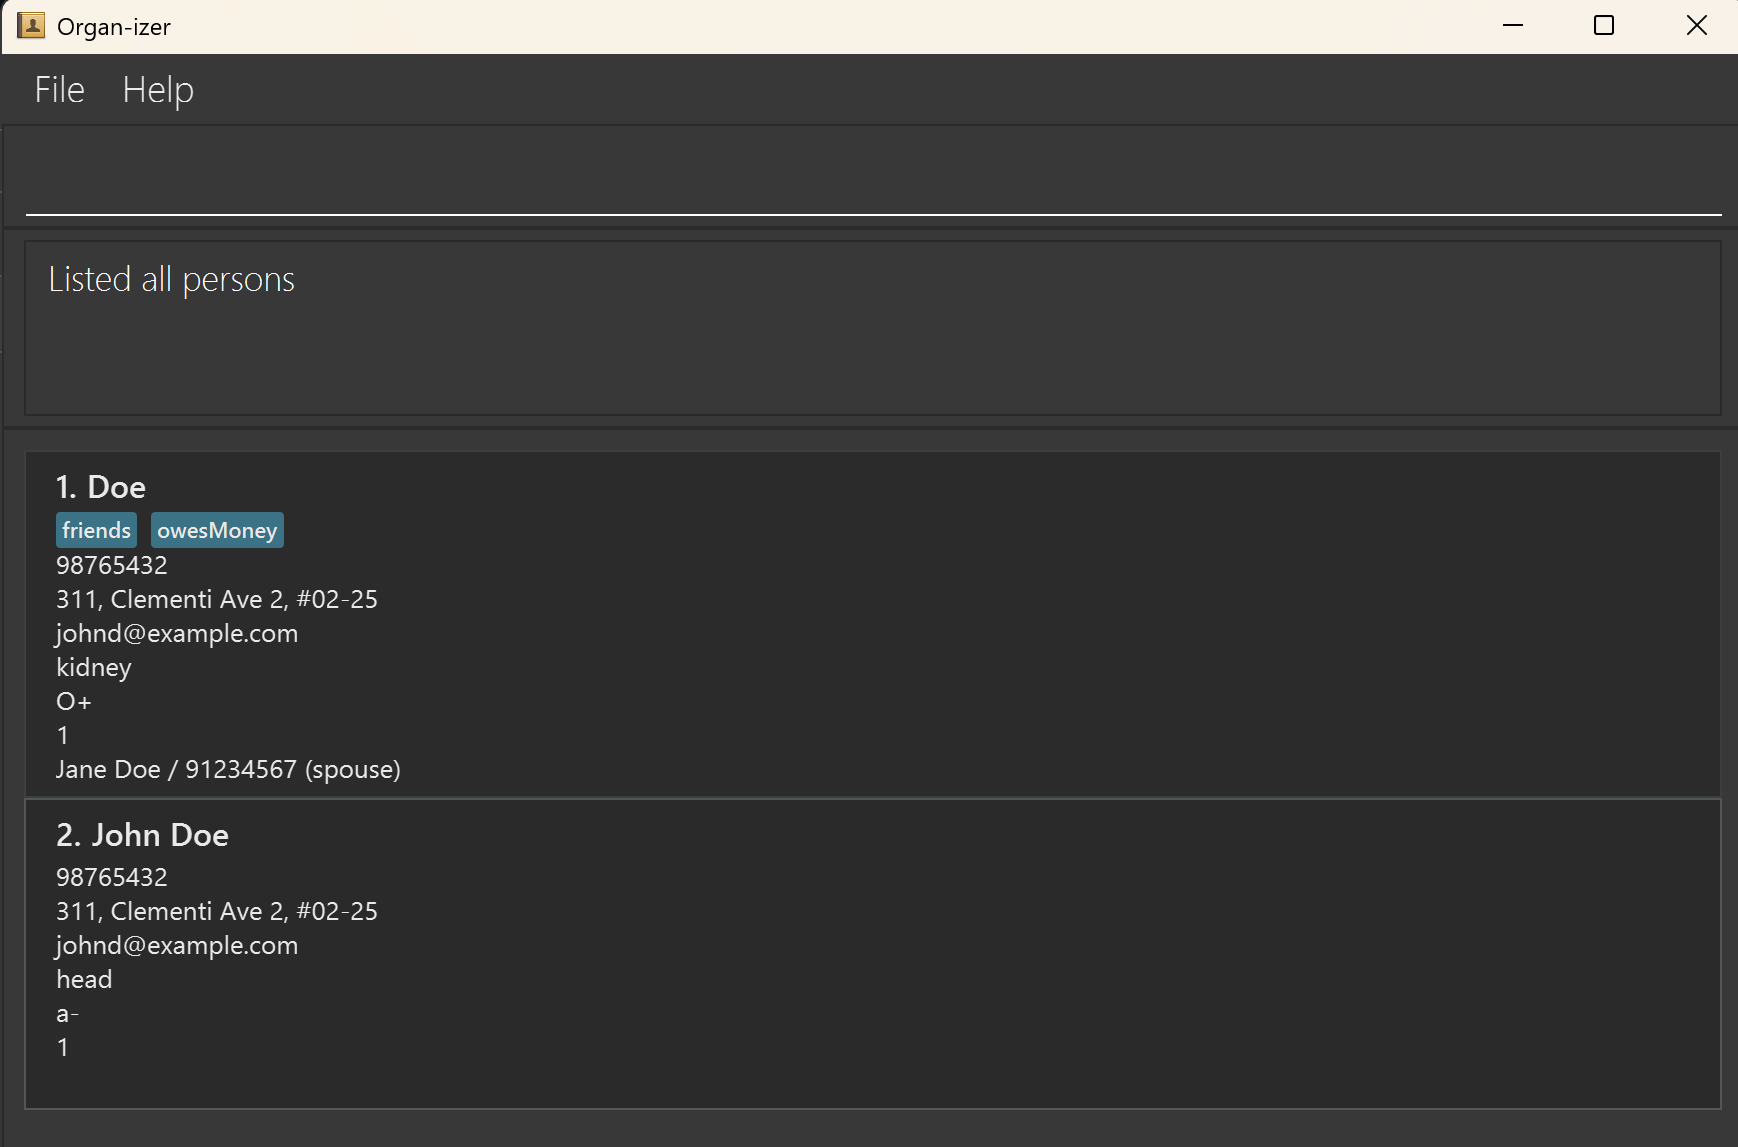 Organ-izer
File Help
Listed all persons
1. Doe
friends owesMoney
98765432
311, Clementi Ave 2, #02-25
johnd@example.com
kidney
O+
1
Jane Doe / 91234567 (spouse)
2. John Doe
98765432
311, Clementi Ave 2, #02-25
johnd@example.com
head
a-
1